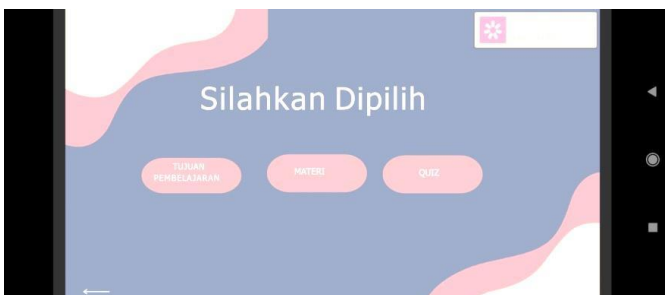 Silahkan Dipilih
TUJUAN
PEMBELAJARAN
MATERI
QUIZ